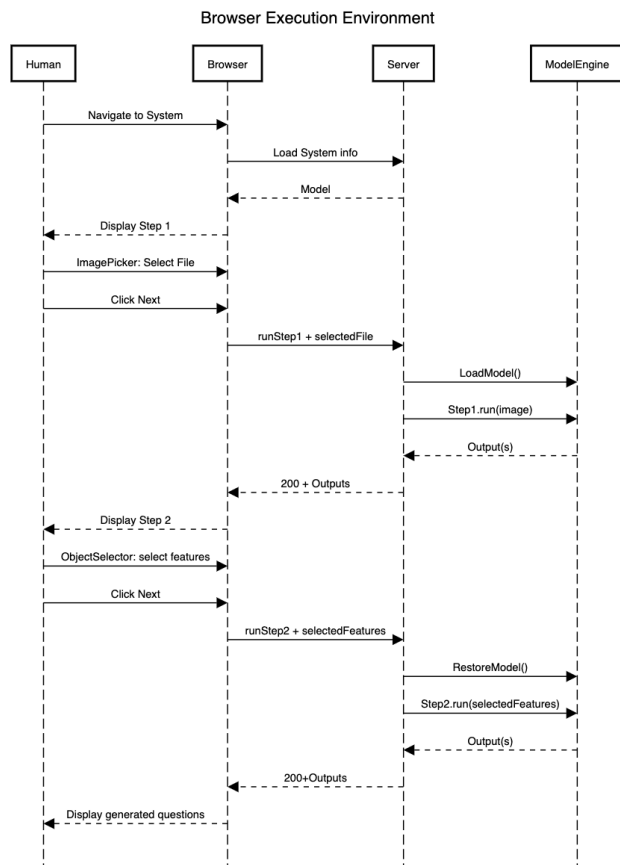 Browser Execution Environment
Human
Browser
Server
ModelEngine
Navigate to System
Load System info
Model
Display Step 1
ImagePicker: Select File
Click Next
runStep1 + selectedFile
LoadModel()
Step1.run(image)
Output(s)
200 + Outputs
Display Step 2
ObjectSelector: select features
Click Next
runStep2 + selectedFeatures
RestoreModel()
Step2.run(selectedFeatures)
Output(s)
200+Outputs
Display generated questions